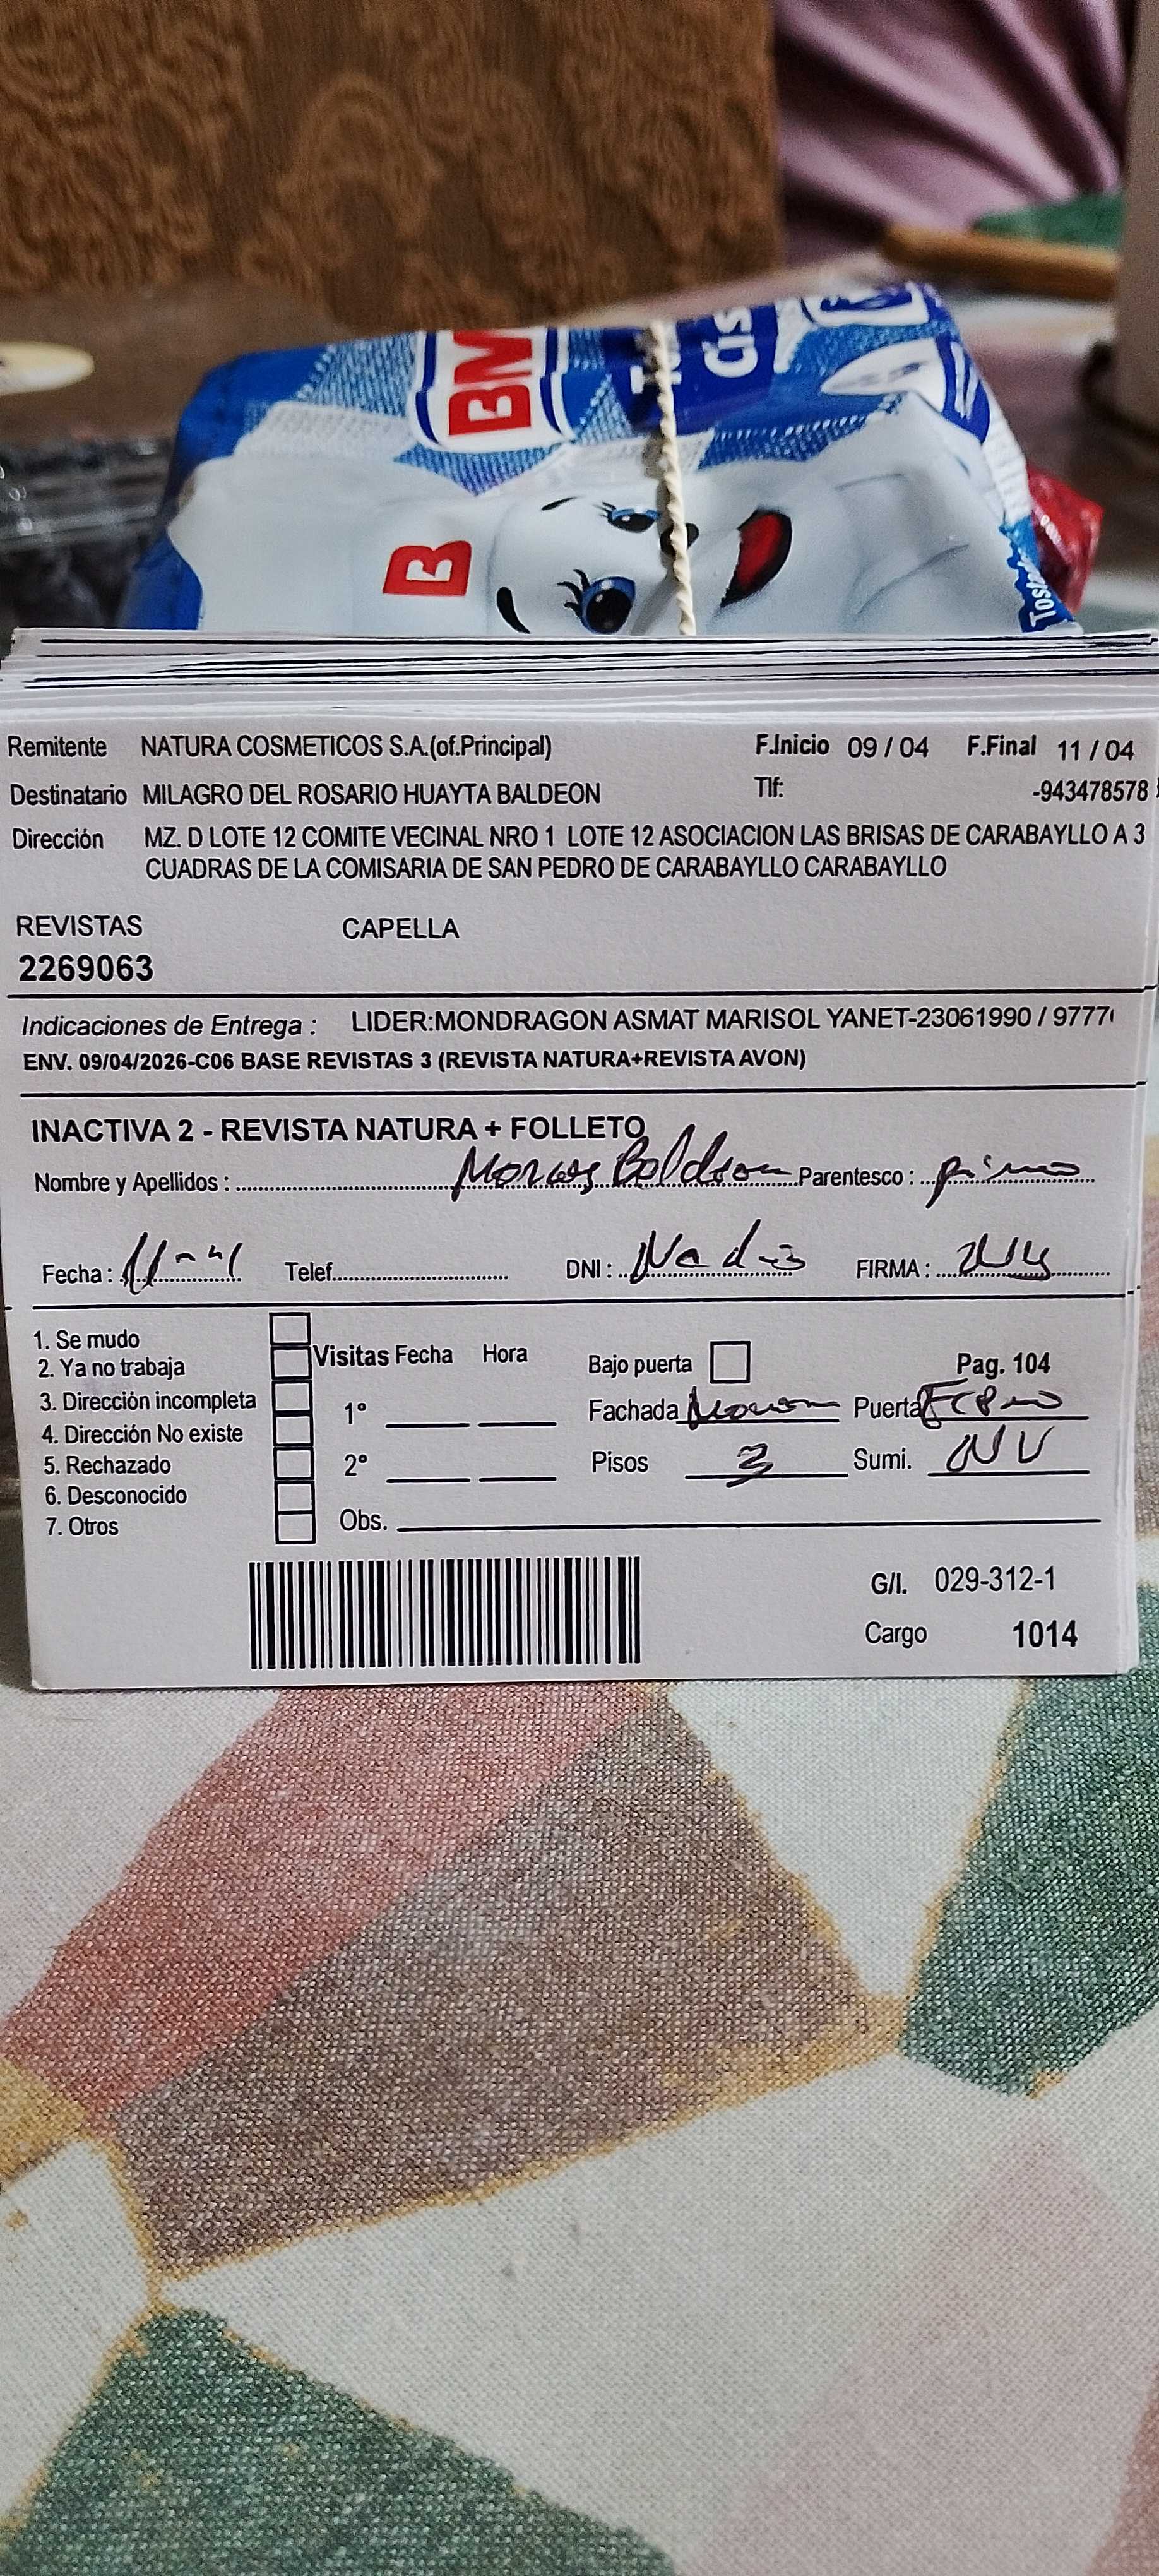 BM
B
Remitente NATURA COSMETICOS S.A.(of.Principal) F.Inicio 09 / 04 F.Final 11 / 04
Destinatario MILAGRO DEL ROSARIO HUAYTA BALDEON Tlf: -943478578
Dirección MZ. D LOTE 12 COMITE VECINAL NRO 1 LOTE 12 ASOCIACION LAS BRISAS DE CARABAYLLO A 3
CUADRAS DE LA COMISARIA DE SAN PEDRO DE CARABAYLLO CARABAYLLO
REVISTAS CAPELLA
2269063
Indicaciones de Entrega : LIDER:MONDRAGON ASMAT MARISOL YANET-23061990 / 9777
ENV. 09/04/2026-C06 BASE REVISTAS 3 (REVISTA NATURA+REVISTA AVON)
INACTIVA 2 - REVISTA NATURA + FOLLETO
Nombre y Apellidos : Marcos Baldeon Parentesco : primo
Fecha : Telef. DNI : FIRMA :
1. Se mudo
2. Ya no trabaja
3. Dirección incompleta
4. Dirección No existe
5. Rechazado
6. Desconocido
7. Otros
Visitas Fecha Hora
1°
2°
Obs.
Bajo puerta Pag. 104
Fachada Puerta
Pisos 3 Sumi. NV
G/I. 029-312-1
Cargo 1014